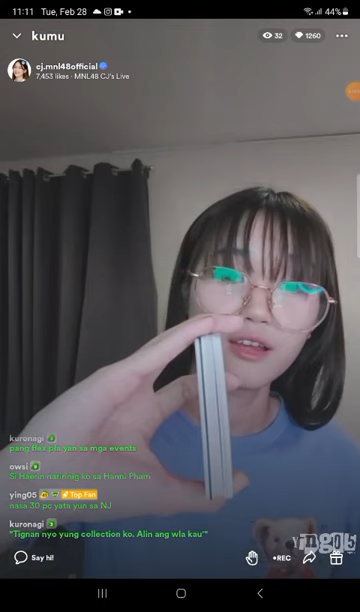 11:11 Tue, Feb 28
44%
kumu
32
1260
cj.mnl48official
7,453 likes · MNL48 CJ's Live
kuronagi
pang flex pla yan sa mga events
owsi
Si Haerin narinnig ko sa Hanni Pham
ying05 Top Fan
nasa 30 pc yata yun sa NJ
kuronagi
"Tignan nyo yung collection ko. Alin ang wla kau'"
Say hi!
•REC